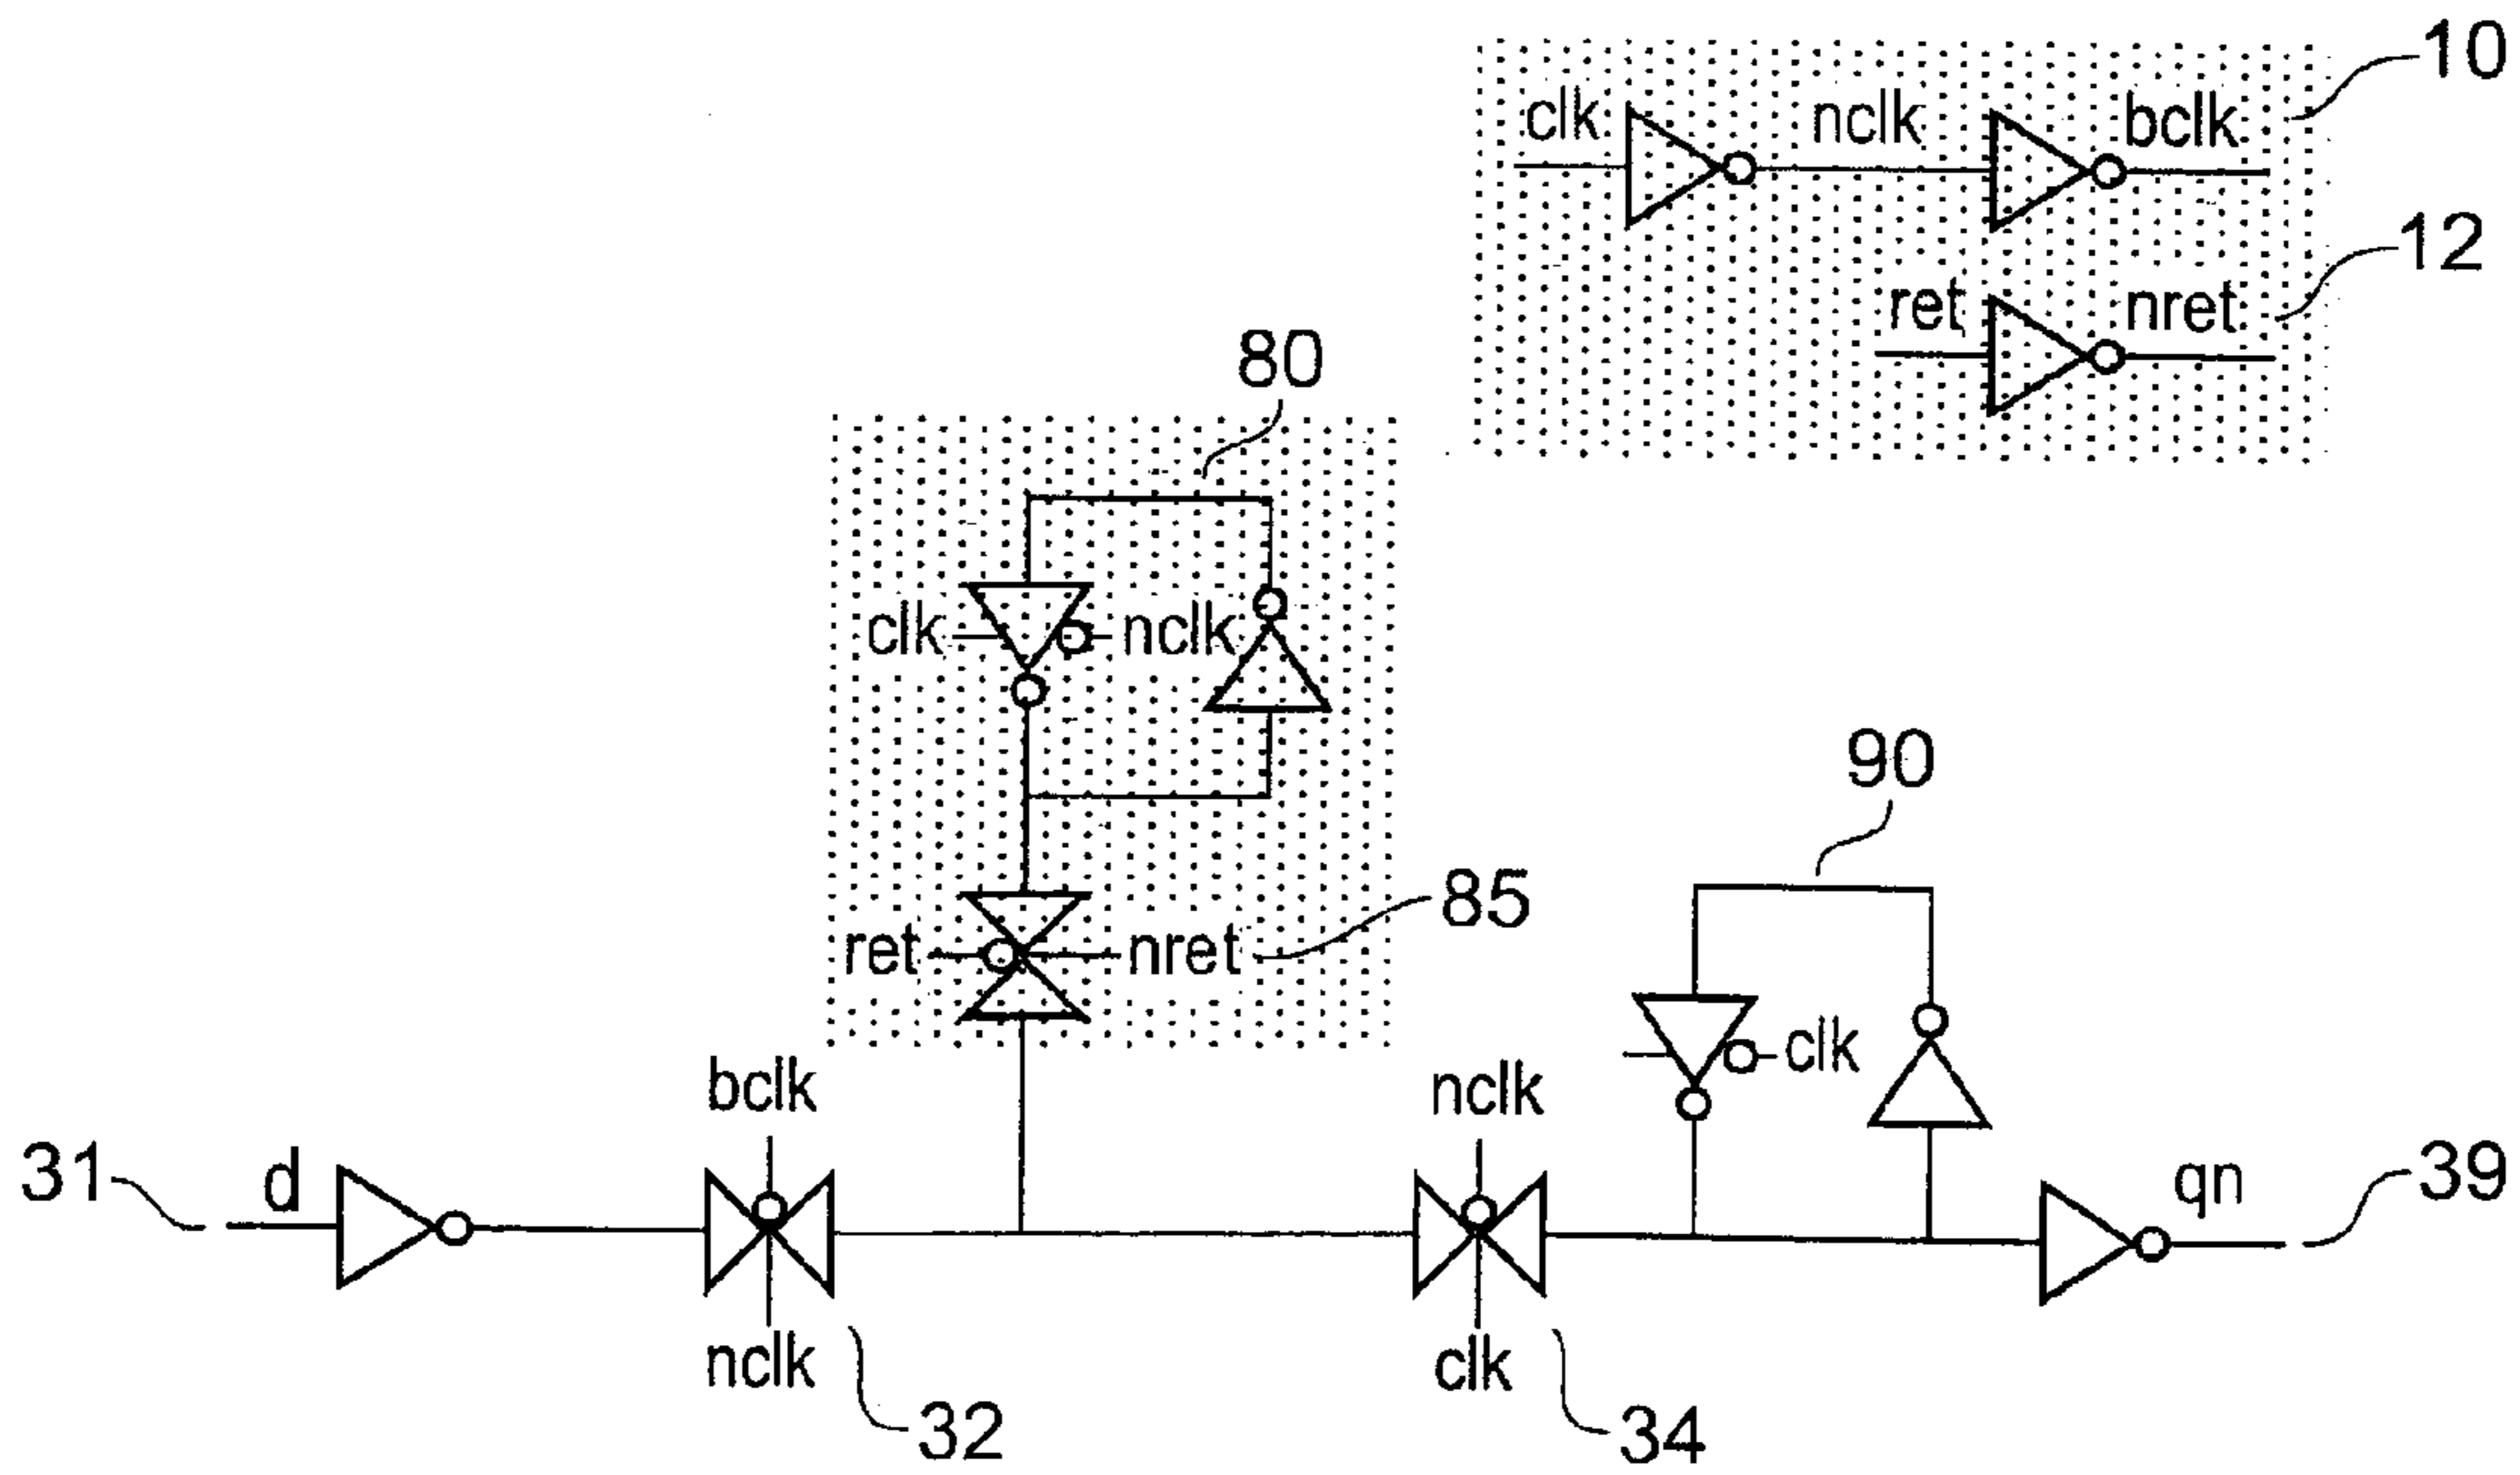 10
clk nclk bclk
12
ret nret
80
clk nclk
90
85
ret nret
clk
bclk nclk
31 d qn 39
nclk clk
32 34